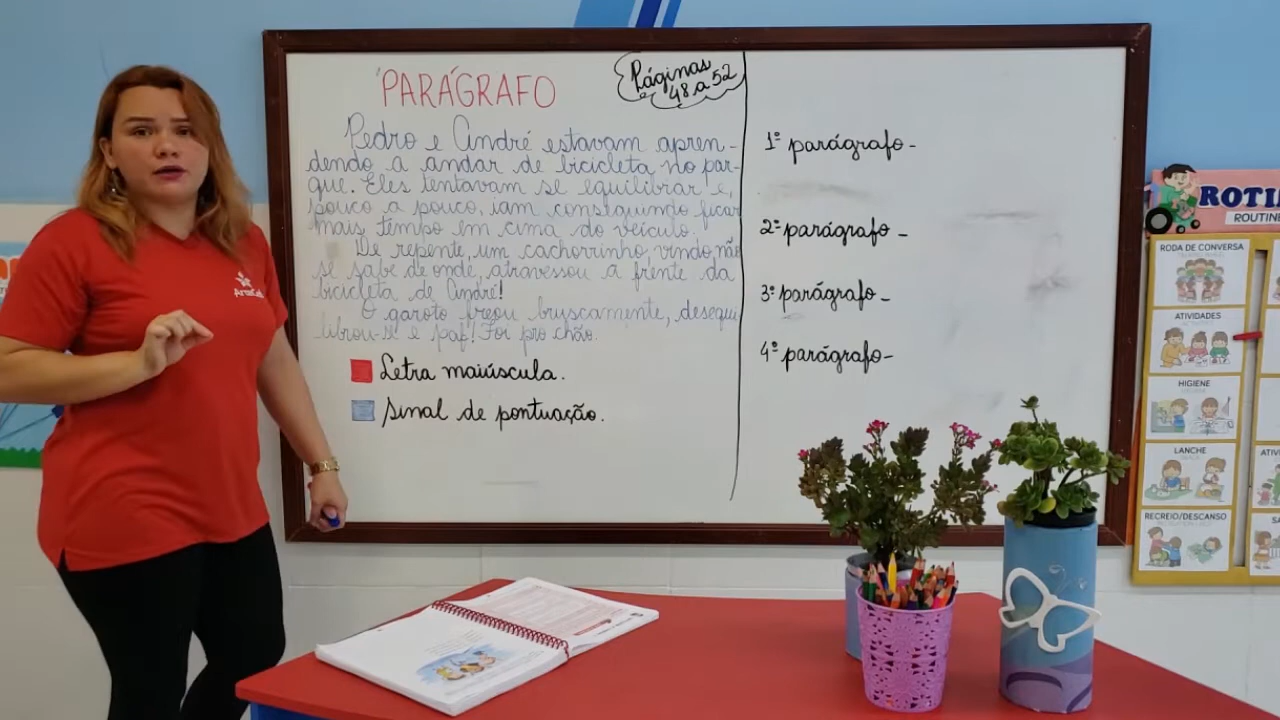 PARÁGRAFO
Páginas
48 a 52
Pedro e André estavam apren-
dendo a andar de bicicleta no par-
que. Eles tentavam se equilibrar e,
pouco a pouco, iam conseguindo ficar
mais tempo em cima do veículo.
De repente, um cachorrinho, vindo não
se sabe de onde, atravessou a frente da
bicicleta de André!
O garoto freou bruscamente, desequi
librou-se e paf! Foi pro chão.
Letra maiúscula.
Sinal de pontuação.
1º parágrafo-
2º parágrafo-
3º parágrafo-
4º parágrafo-
ROTI
ROUTINE
RODA DE CONVERSA
ATIVIDADES
HIGIENE
LANCHE
RECREIO/DESCANSO